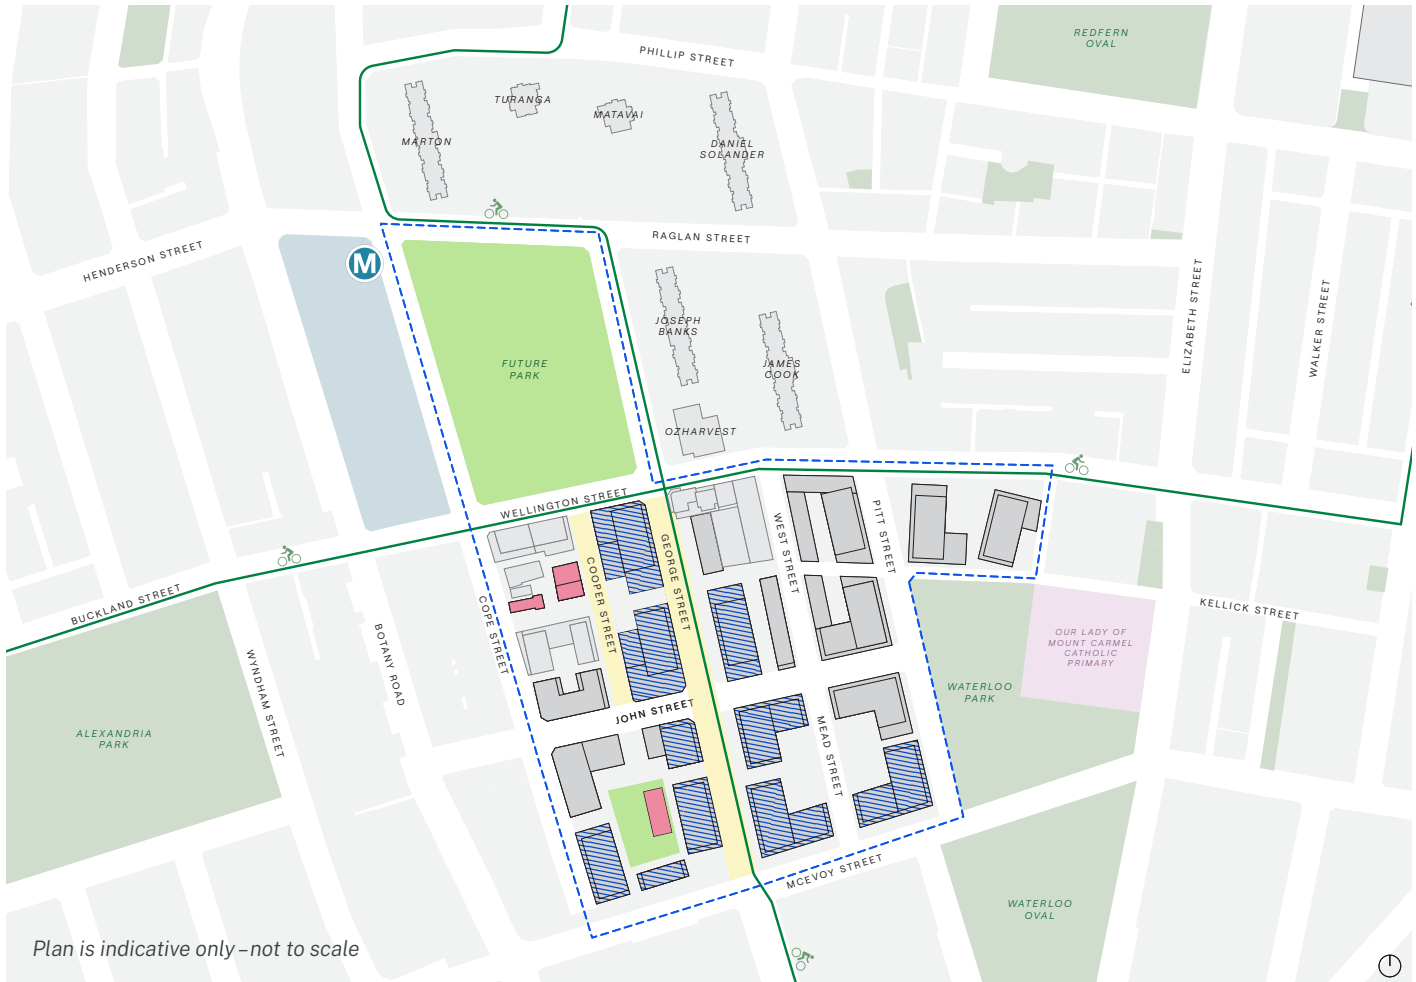 REDFERN
OVAL
PHILLIP STREET
TURANGA
MATAVAI
MARTON
DANIEL
SOLANDER
RAGLAN STREET
HENDERSON STREET
M
ELIZABETH STREET
WALKER STREET
JOSEPH
BANKS
JAMES
COOK
FUTURE
PARK
OZHARVEST
WELLINGTON STREET
PITT STREET
WEST STREET
GEORGE STREET
COOPER STREET
COPE STREET
BUCKLAND STREET
BOTANY ROAD
WYNDHAM STREET
KELLICK STREET
OUR LADY OF
MOUNT CARMEL
CATHOLIC
PRIMARY
WATERLOO
PARK
ALEXANDRIA
PARK
JOHN STREET
MEAD STREET
MCEVOY STREET
WATERLOO
OVAL
Plan is indicative only – not to scale